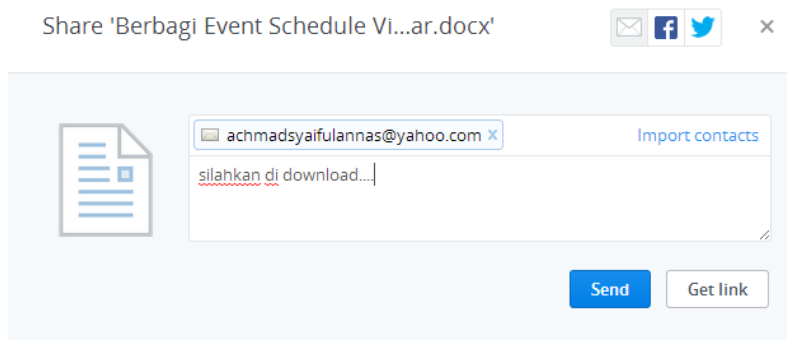 Share 'Berbagi Event Schedule Vi...ar.docx'
achmadsyaifulannas@yahoo.com x
Import contacts
silahkan di download....
Send
Get link